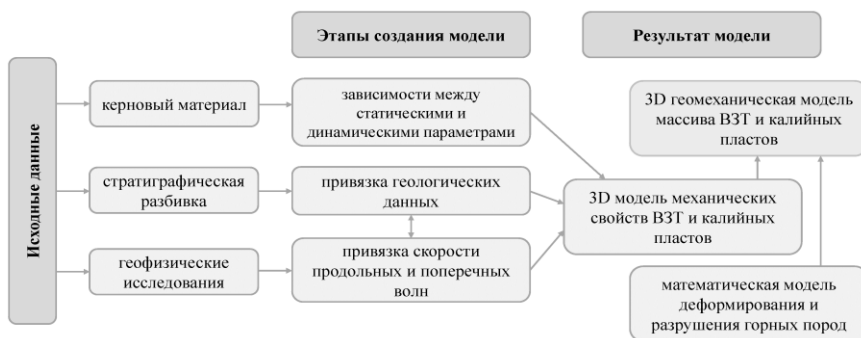 Этапы создания модели
Результат модели
Исходные данные
керновый материал
зависимости между
статическими и
динамическими параметрами
3D геомеханическая модель
массива ВЗТ и калийных
пластов
стратиграфическая
разбивка
привязка геологических
данных
3D модель механических
свойств ВЗТ и калийных
пластов
геофизические
исследования
привязка скорости
продольных и поперечных
волн
математическая модель
деформирования и
разрушения горных пород